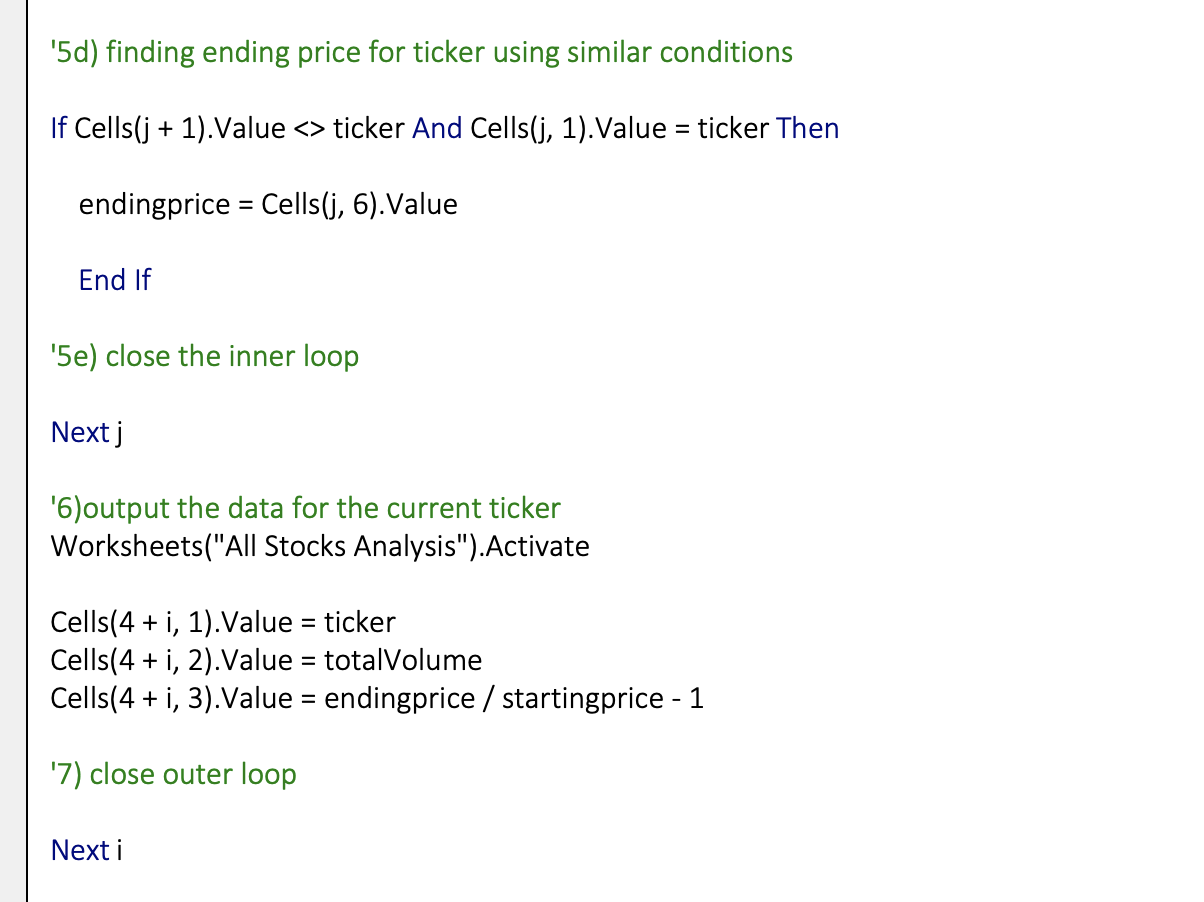 '5d) finding ending price for ticker using similar conditions
If Cells(j + 1).Value <> ticker And Cells(j, 1).Value = ticker Then
endingprice = Cells(j, 6).Value
End If
'5e) close the inner loop
Next j
'6)output the data for the current ticker
Worksheets("All Stocks Analysis").Activate
Cells(4 + i, 1).Value = ticker
Cells(4 + i, 2).Value = totalVolume
Cells(4 + i, 3).Value = endingprice / startingprice - 1
'7) close outer loop
Next i